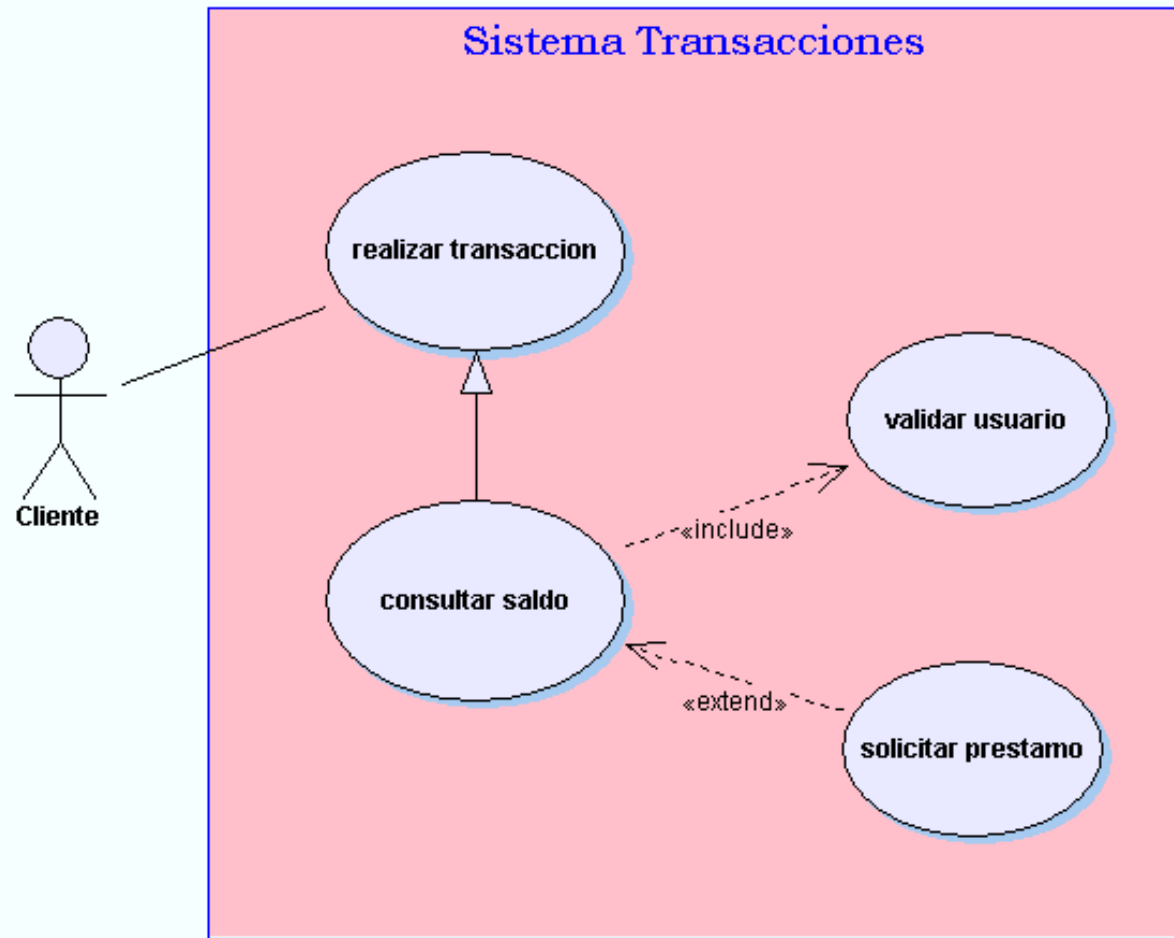 Sistema Transacciones
realizar transaccion
validar usuario
Cliente
«include»
consultar saldo
«extend»
solicitar prestamo